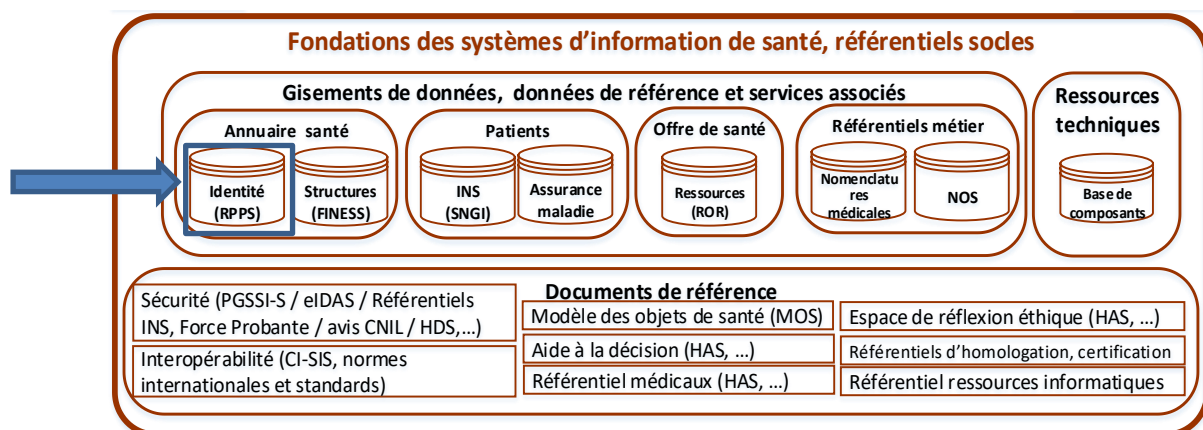 Fondations des systèmes d'information de santé, référentiels socles
Gisements de données, données de référence et services associés
Annuaire santé
Identité
(RPPS)
Structures
(FINESS)
Patients
INS
(SNGI)
Assurance
maladie
Offre de santé
Ressources
(ROR)
Référentiels métier
Nomenclatu
res
médicales
NOS
Ressources
techniques
Base de
composants
Documents de référence
Sécurité (PGSSI-S / eIDAS / Référentiels
INS, Force Probante / avis CNIL / HDS,...)
Interopérabilité (CI-SIS, normes
internationales et standards)
Modèle des objets de santé (MOS)
Aide à la décision (HAS, ...)
Référentiel médicaux (HAS, ...)
Espace de réflexion éthique (HAS, ...)
Référentiels d'homologation, certification
Référentiel ressources informatiques